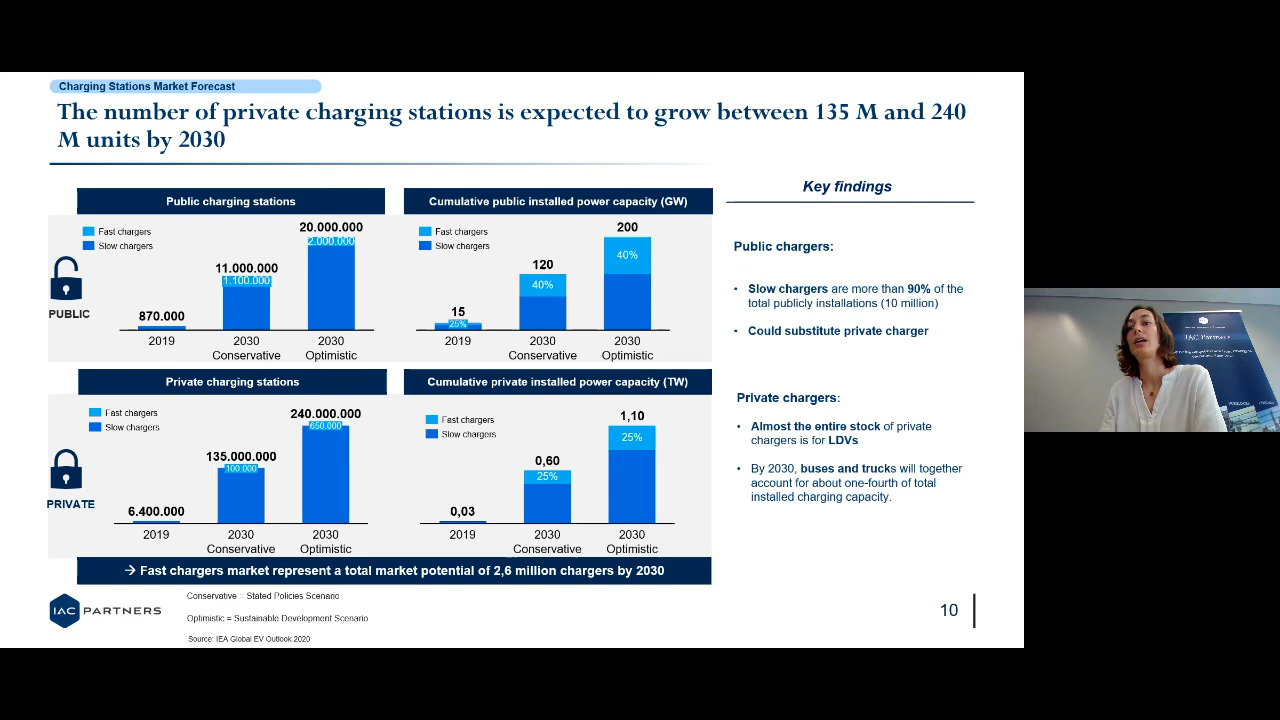 Charging Stations Market Forecast
The number of private charging stations is expected to grow between 135 M and 240
M units by 2030
Public charging stations
Fast chargers
Slow chargers
PUBLIC
870.000
11.000.000
1.100.000
20.000.000
2.000.000
2019
2030
Conservative
2030
Optimistic
Cumulative public installed power capacity (GW)
Fast chargers
Slow chargers
15
25%
120
40%
200
40%
2019
2030
Conservative
2030
Optimistic
Private charging stations
Fast chargers
Slow chargers
PRIVATE
6.400.000
135.000.000
100.000
240.000.000
650.000
2019
2030
Conservative
2030
Optimistic
Cumulative private installed power capacity (TW)
Fast chargers
Slow chargers
0,03
0,60
25%
1,10
25%
2019
2030
Conservative
2030
Optimistic
→ Fast chargers market represent a total market potential of 2,6 million chargers by 2030
Key findings
Public chargers:
• Slow chargers are more than 90% of the
total publicly installations (10 million)
• Could substitute private charger
Private chargers:
• Almost the entire stock of private
chargers is for LDVs
• By 2030, buses and trucks will together
account for about one-fourth of total
installed charging capacity.
IAC PARTNERS
Conservative = Stated Policies Scenario
Optimistic = Sustainable Development Scenario
Source: IEA Global EV Outlook 2020
10
IAC Partners